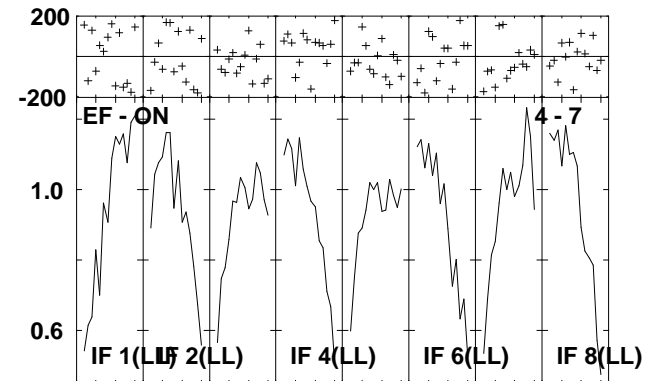 200
-200
EF - ON 4 - 7
1.0
0.6
IF 1(LL) IF 2(LL) IF 4(LL) IF 6(LL) IF 8(LL)